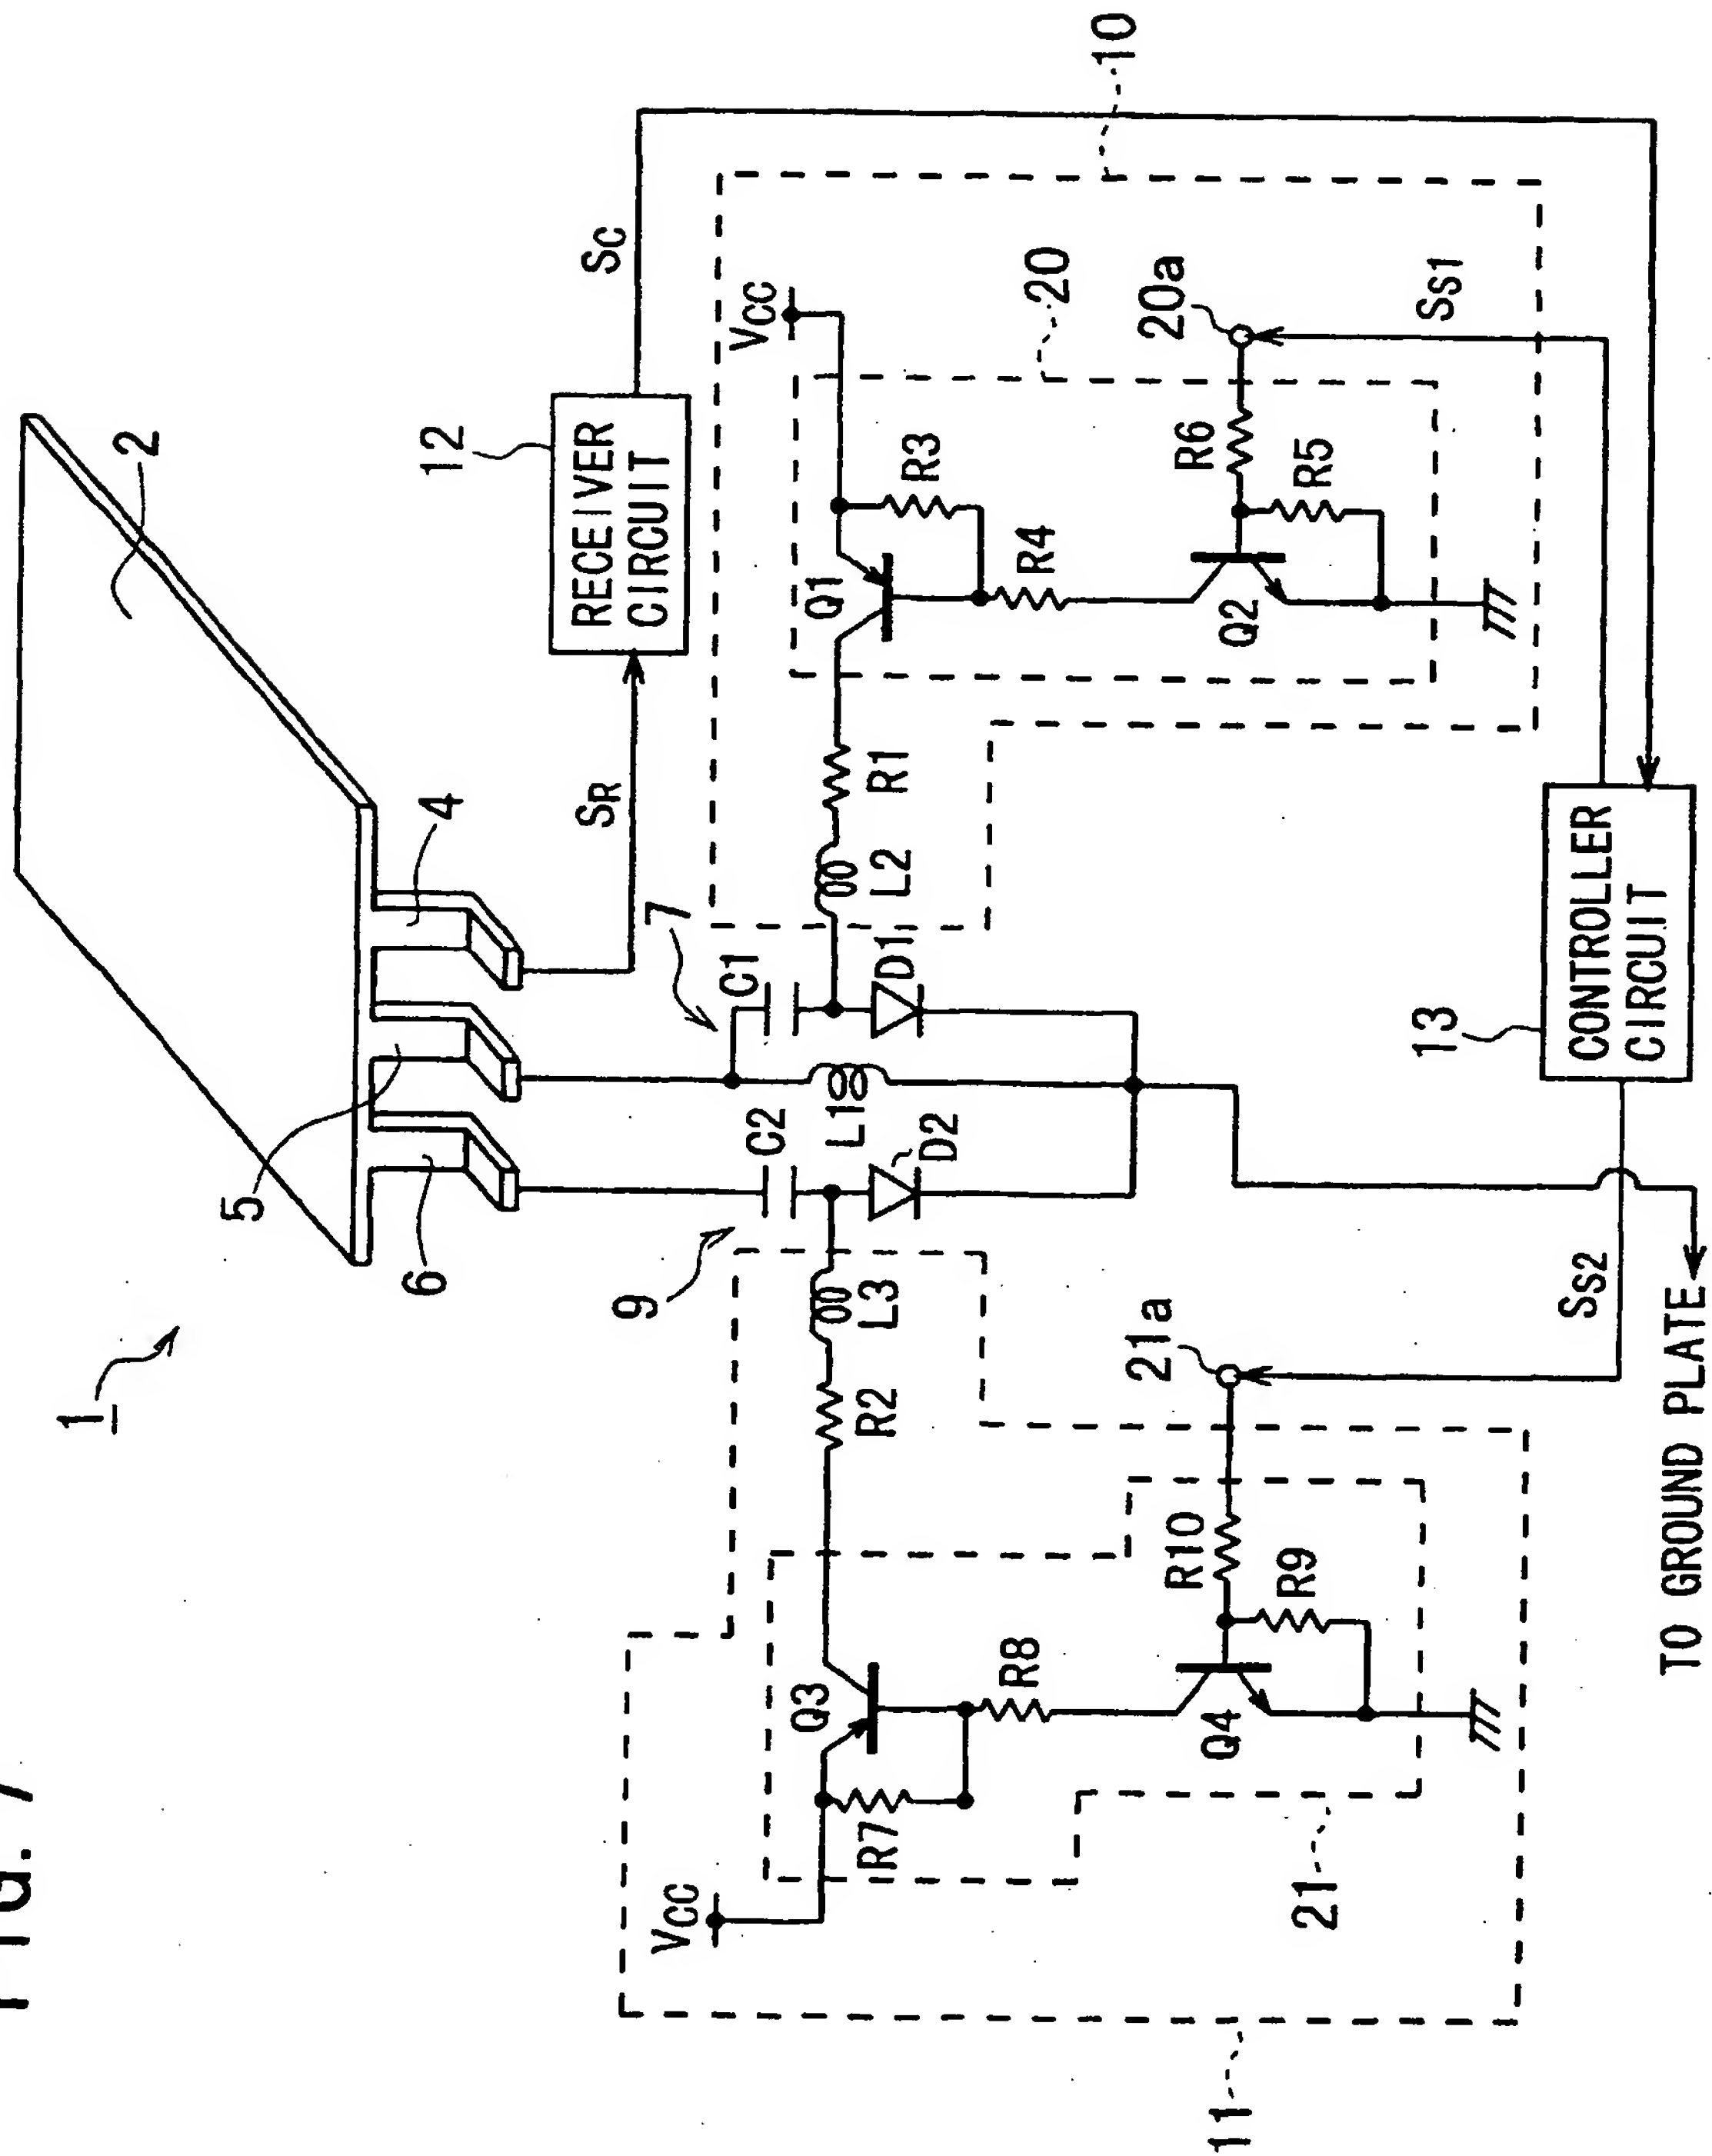 FIG. 7
1
2
4
5
6
12
RECEIVER
CIRCUIT
SR
SC
7
9
10
C1
C2
L1
D1
D2
L2
R1
Q1
VCC
R3
R4
20
20a
R6
R5
Q2
SS1
L3
R2
Q3
VCC
R7
R8
21
21a
R10
R9
Q4
SS2
11
13
CONTROLLER
CIRCUIT
TO GROUND PLATE